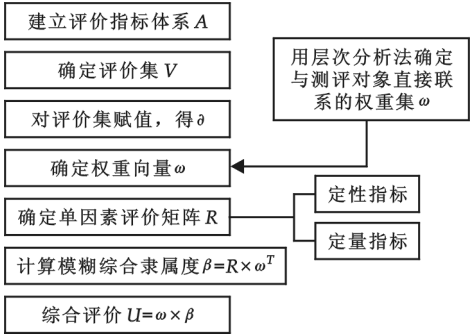 建立评价指标体系A
确定评价集V
对评价集赋值，得∂
确定权重向量ω
确定单因素评价矩阵R
计算模糊综合隶属度β=R×ω^T
综合评价U=ω×β
用层次分析法确定
与测评对象直接联
系的权重集ω
定性指标
定量指标